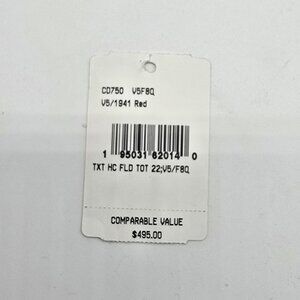 CD750 V5F8Q
V5/1941 Red
1 95031 62014 0
TXT HC FLD TOT 22;V5/F8Q
COMPARABLE VALUE
$495.00